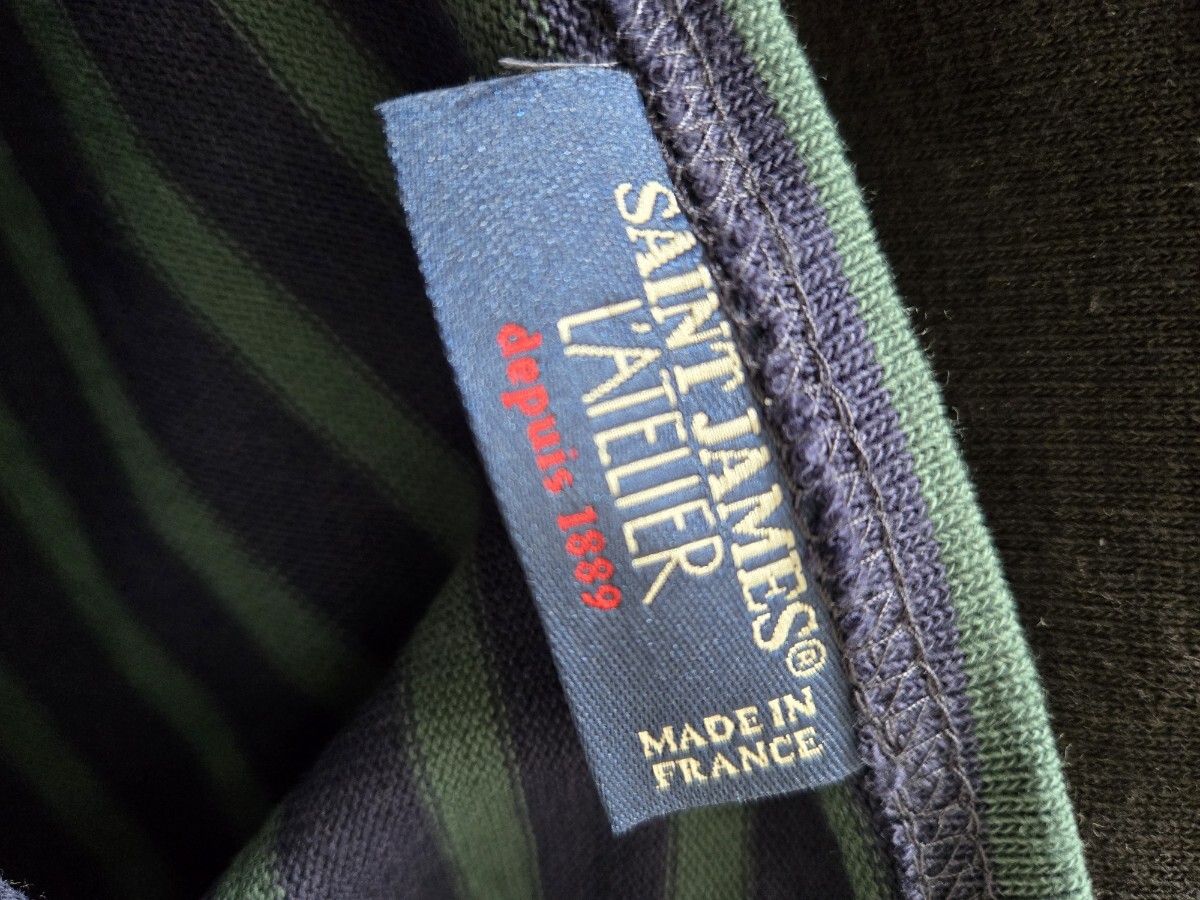 SAINT JAMES®
L'ATELIER
depuis 1889
MADE IN
FRANCE